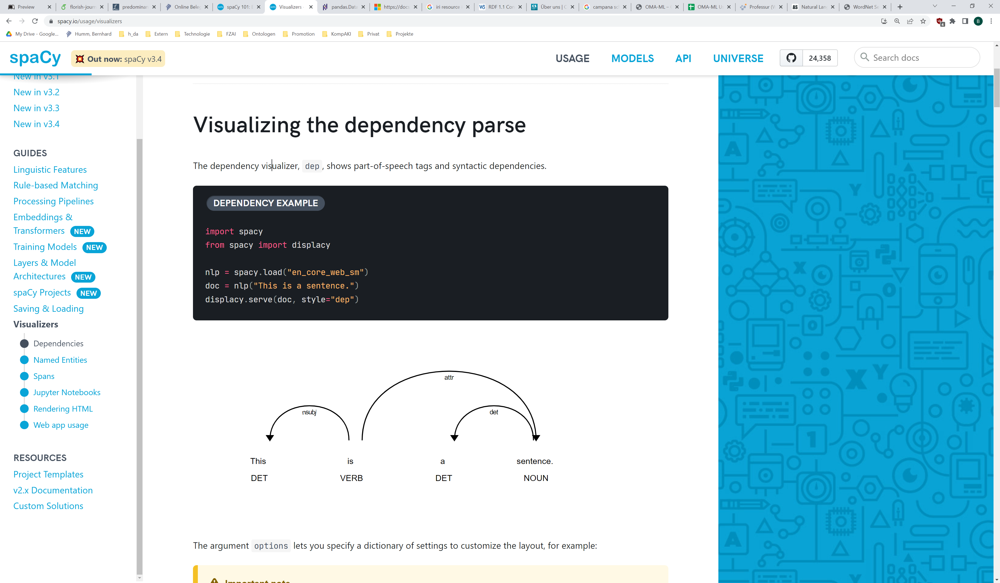 Preview
florish-journ
predominan
Online Beleg
spaCy 101: E
Visualizers
pandas.Data
https://docs
iri resource
RDF 1.1 Con
Über uns | C
campana sc
OMA-ML –
OMA-ML Us
Professur (W
Natural Lan
WordNet Se
spacy.io/usage/visualizers
4
B
My Drive - Google...
Humm, Bernhard
h_da
Extern
Technologie
FZAI
Ontologen
Promotion
KompAKI
Privat
Projekte
spaCy
Out now: spaCy v3.4
USAGE
MODELS
API
UNIVERSE
24,358
Search docs
New in v3.1
New in v3.2
New in v3.3
New in v3.4
GUIDES
Linguistic Features
Rule-based Matching
Processing Pipelines
Embeddings &
Transformers NEW
Training Models NEW
Layers & Model
Architectures NEW
spaCy Projects NEW
Saving & Loading
Visualizers
Dependencies
Named Entities
Spans
Jupyter Notebooks
Rendering HTML
Web app usage
RESOURCES
Project Templates
v2.x Documentation
Custom Solutions
Visualizing the dependency parse
The dependency visualizer, dep, shows part-of-speech tags and syntactic dependencies.
DEPENDENCY EXAMPLE
import spacy
from spacy import displacy
nlp = spacy.load("en_core_web_sm")
doc = nlp("This is a sentence.")
displacy.serve(doc, style="dep")
attr
nsubj
det
This is a sentence.
DET VERB DET NOUN
The argument options lets you specify a dictionary of settings to customize the layout, for example:
Important note